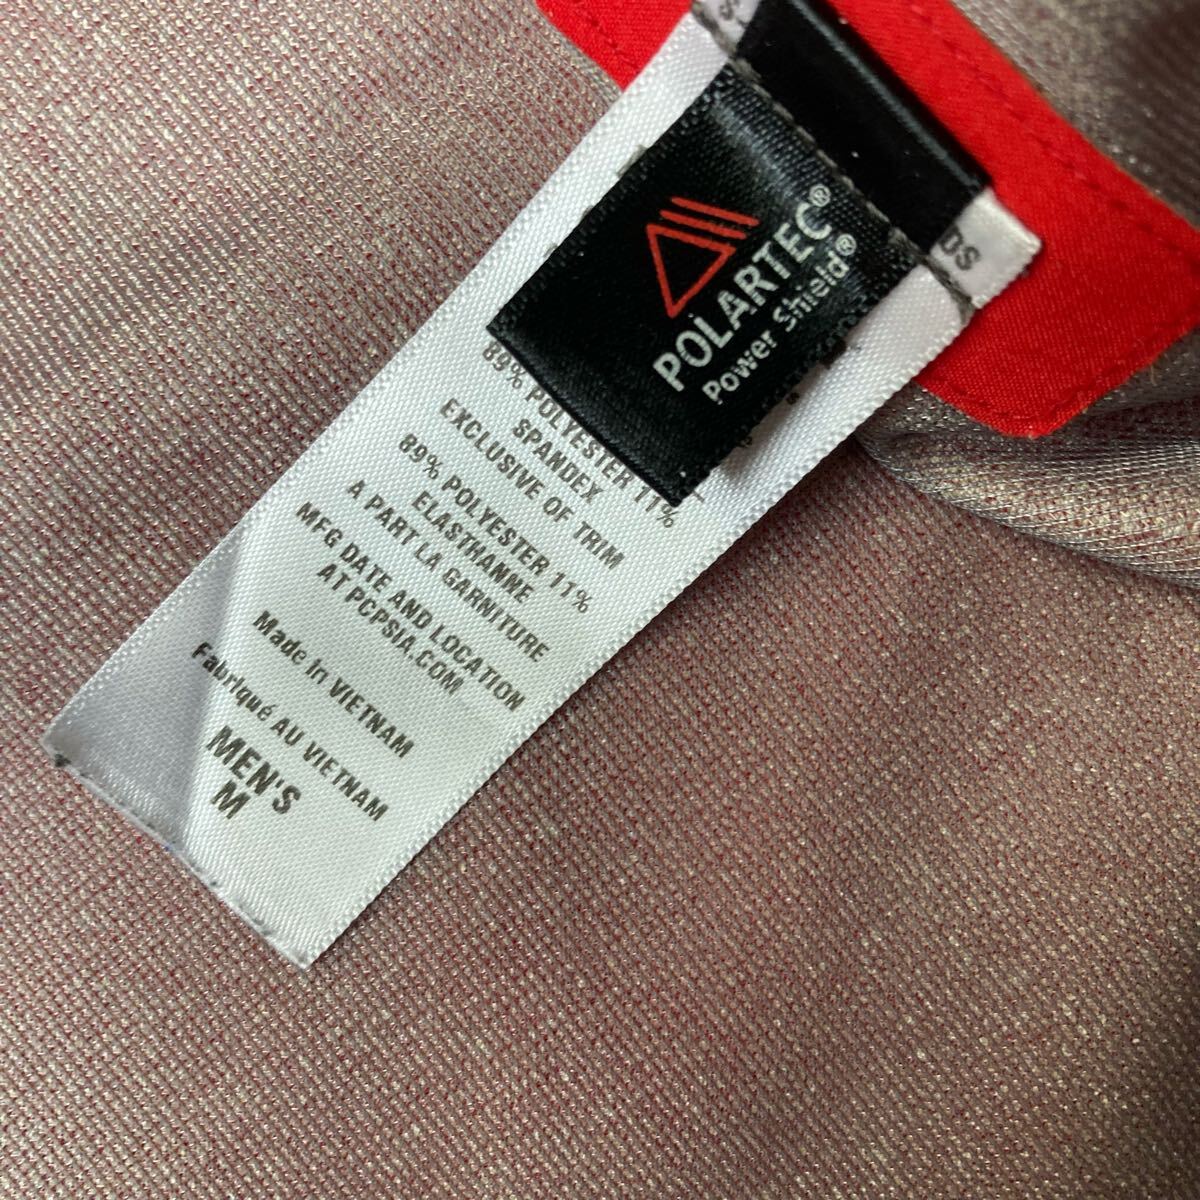 POLARTEC®
Power Shield®
89% POLYESTER 11%
SPANDEX
EXCLUSIVE OF TRIM
89% POLYESTER 11%
ELASTHANNE
A PART LA GARNITURE
MFG DATE AND LOCATION
AT PCPSIA.COM
Made in VIETNAM
Fabriqué AU VIETNAM
MEN'S
M